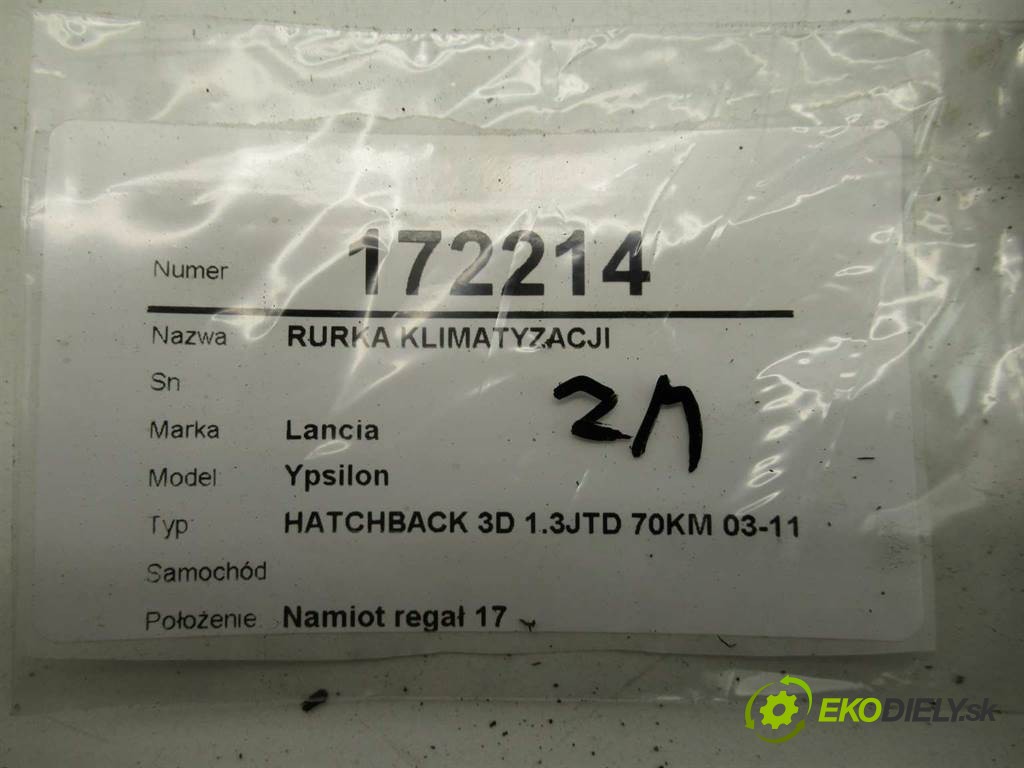 Numer 172214
Nazwa RURKA KLIMATYZACJI
Sn
Marka Lancia
Model Ypsilon
Typ HATCHBACK 3D 1.3JTD 70KM 03-11
Samochód
Położenie Namiot regał 17
EKODIELY.sk